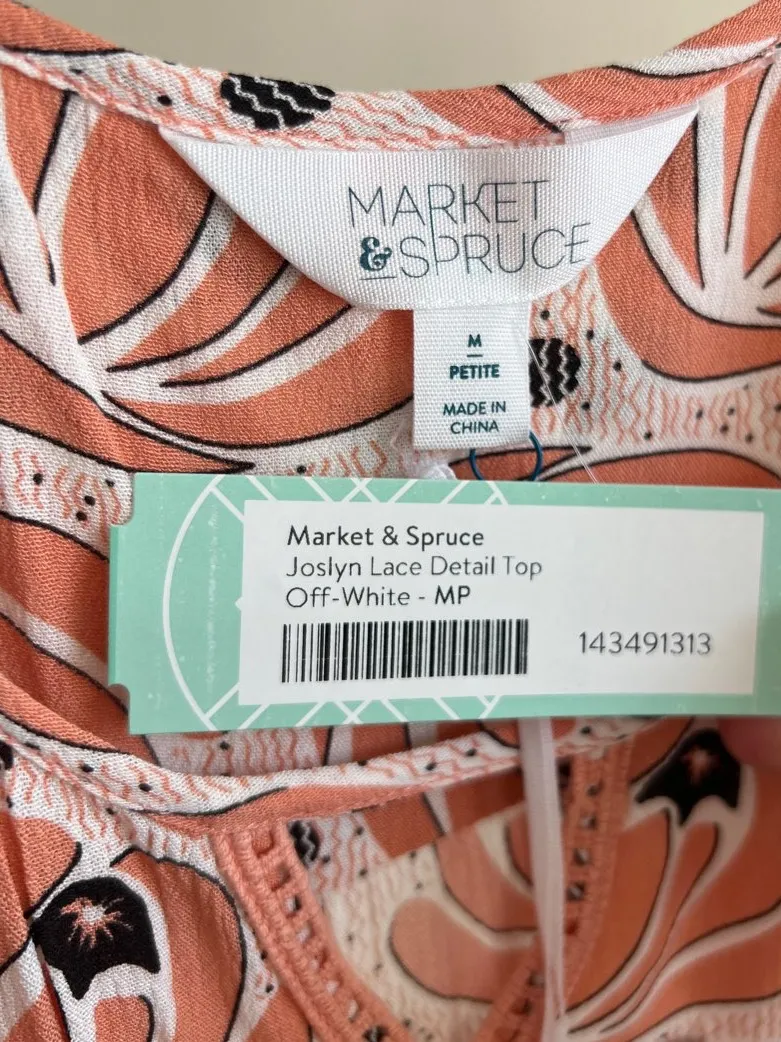 MARKET
&SPRUCE
M
PETITE
MADE IN
CHINA
Market & Spruce
Joslyn Lace Detail Top
Off-White - MP
143491313